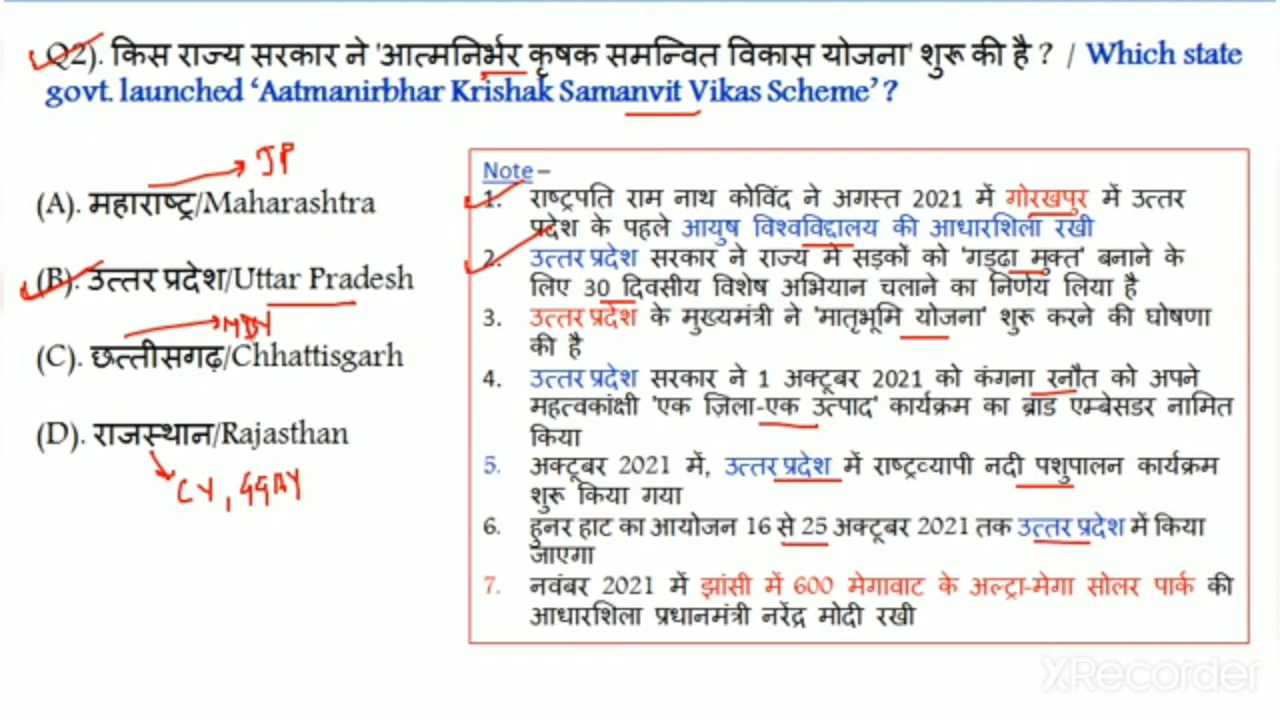 Q2). किस राज्य सरकार ने 'आत्मनिर्भर कृषक समन्वित विकास योजना' शुरू की है ? / Which state
govt. launched ‘Aatmanirbhar Krishak Samanvit Vikas Scheme’ ?
JP
(A). महाराष्ट्र/Maharashtra
(B). उत्तर प्रदेश/Uttar Pradesh
(C). छत्तीसगढ़/Chhattisgarh
(D). राजस्थान/Rajasthan
CY, GGAY
Note–
1. राष्ट्रपति राम नाथ कोविंद ने अगस्त 2021 में गोरखपुर में उत्तर
प्रदेश के पहले आयुष विश्वविद्यालय की आधारशिला रखी
2. उत्तर प्रदेश सरकार ने राज्य में सड़कों को 'गड्ढा मुक्त' बनाने के
लिए 30 दिवसीय विशेष अभियान चलाने का निर्णय लिया है
3. उत्तर प्रदेश के मुख्यमंत्री ने 'मातृभूमि योजना' शुरू करने की घोषणा
की है
4. उत्तर प्रदेश सरकार ने 1 अक्टूबर 2021 को कंगना रनौत को अपने
महत्वकांक्षी 'एक ज़िला-एक उत्पाद' कार्यक्रम का ब्रांड एम्बेसडर नामित
किया
5. अक्टूबर 2021 में, उत्तर प्रदेश में राष्ट्रव्यापी नदी पशुपालन कार्यक्रम
शुरू किया गया
6. हुनर हाट का आयोजन 16 से 25 अक्टूबर 2021 तक उत्तर प्रदेश में किया
जाएगा
7. नवंबर 2021 में झांसी में 600 मेगावाट के अल्ट्रा-मेगा सोलर पार्क की
आधारशिला प्रधानमंत्री नरेंद्र मोदी रखी
XRecorder